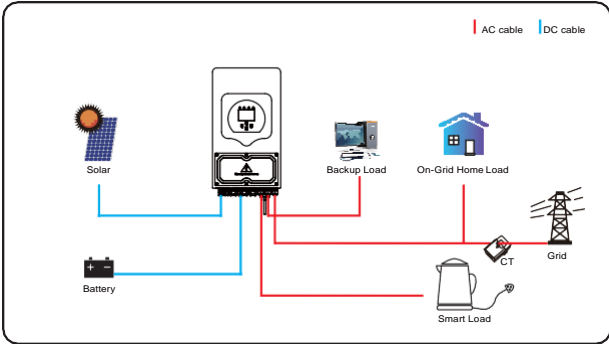 AC cable
DC cable
Solar
Backup Load
On-Grid Home Load
CT
Grid
Battery
Smart Load